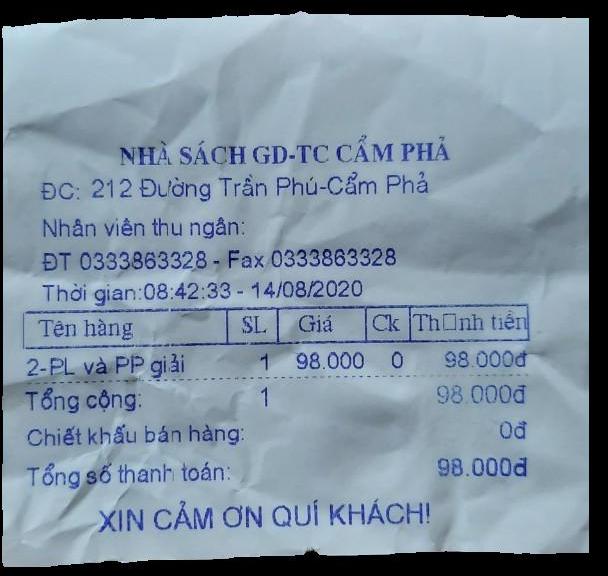 NHÀ SÁCH GD-TC CẨM PHẢ
ĐC: 212 Đường Trần Phú-Cẩm Phả
Nhân viên thu ngân:
ĐT 0333863328 - Fax 0333863328
Thời gian:08:42:33 - 14/08/2020
Tên hàng SL Giá Ck Th□nh tiền
2-PL và PP giải 1 98.000 0 98.000đ
Tổng cộng: 1 98.000đ
Chiết khấu bán hàng: 0đ
Tổng số thanh toán: 98.000đ
XIN CẢM ƠN QUÍ KHÁCH!